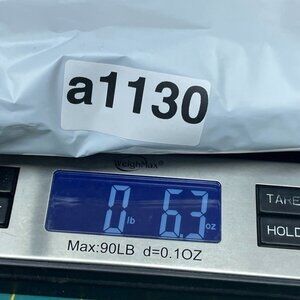 a1130
WeighMax
0 lb 6.3 oz
TARE
HOLD
Max:90LB d=0.1OZ